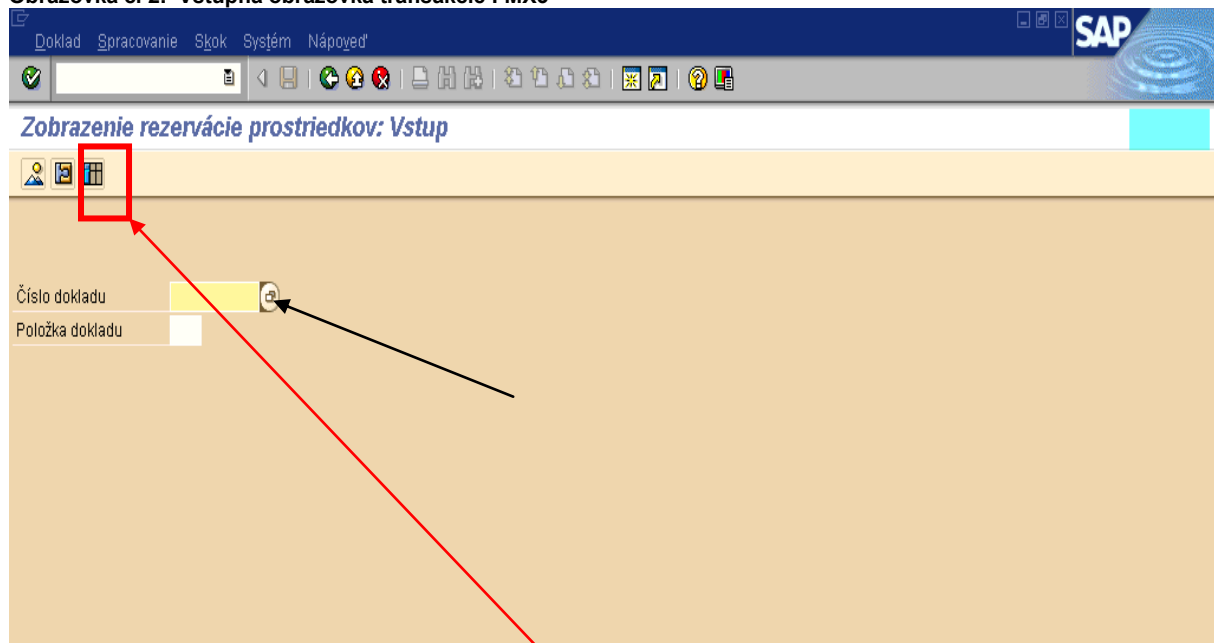 Obrazovka č. 2: Vstupná obrazovka transakcie FMX3
Doklad Spracovanie Skok Systém Nápoveď
SAP
Zobrazenie rezervácie prostriedkov: Vstup
Číslo dokladu
Položka dokladu